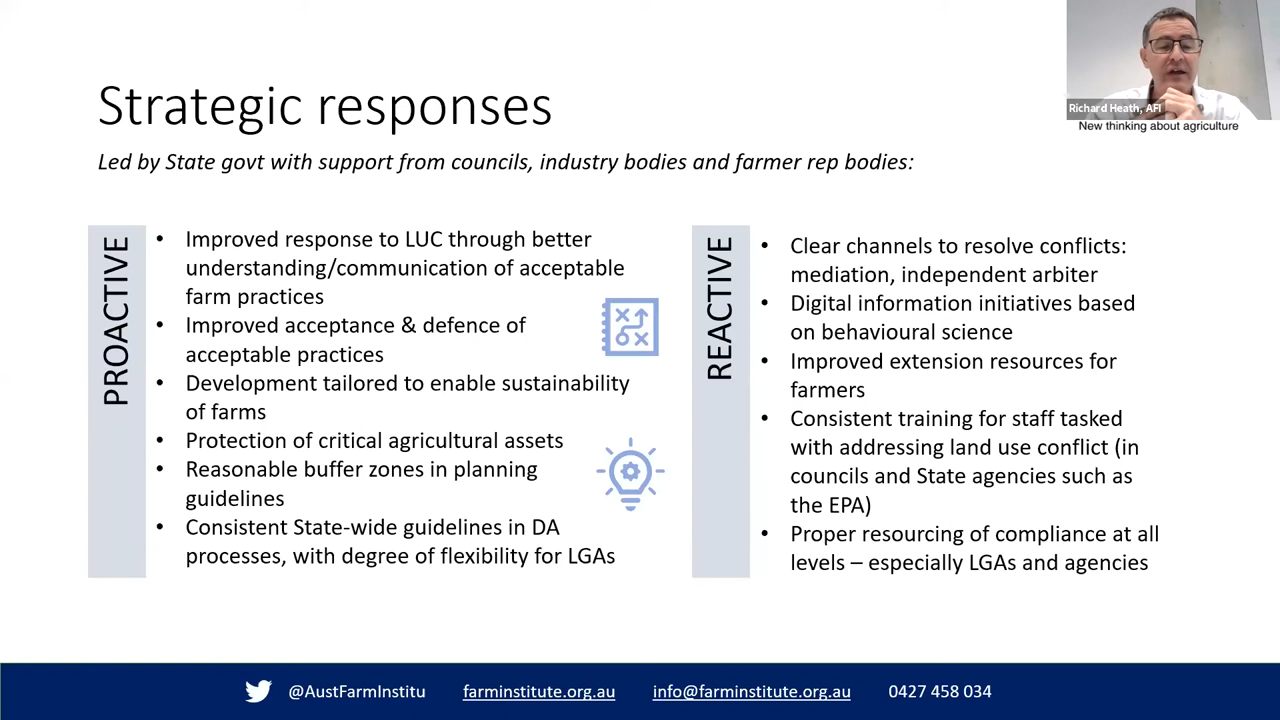 Strategic responses
Richard Heath, AFI
New thinking about agriculture
Led by State govt with support from councils, industry bodies and farmer rep bodies:
PROACTIVE
• Improved response to LUC through better
understanding/communication of acceptable
farm practices
• Improved acceptance & defence of
acceptable practices
• Development tailored to enable sustainability
of farms
• Protection of critical agricultural assets
• Reasonable buffer zones in planning
guidelines
• Consistent State-wide guidelines in DA
processes, with degree of flexibility for LGAs
REACTIVE
• Clear channels to resolve conflicts:
mediation, independent arbiter
• Digital information initiatives based
on behavioural science
• Improved extension resources for
farmers
• Consistent training for staff tasked
with addressing land use conflict (in
councils and State agencies such as
the EPA)
• Proper resourcing of compliance at all
levels – especially LGAs and agencies
@AustFarmInstitu farminstitute.org.au info@farminstitute.org.au 0427 458 034